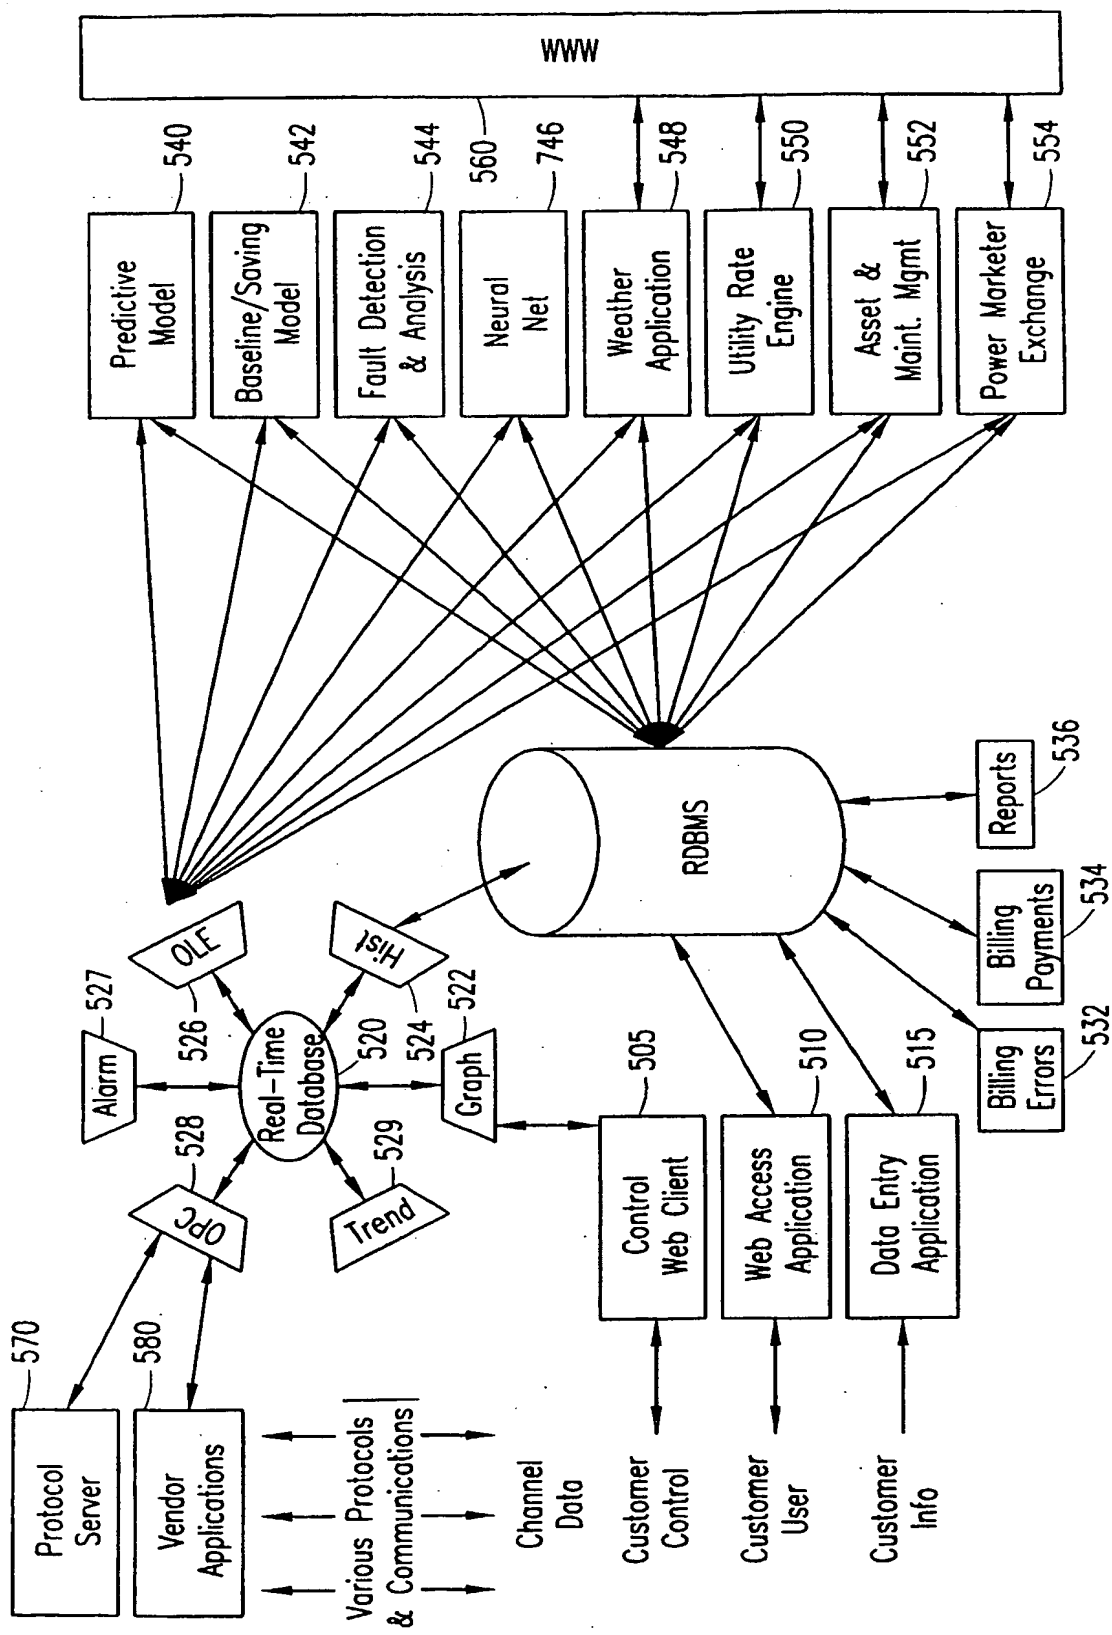 570
Protocol
Server
580
Vendor
Applications
Various Protocols
& Communications
Channel
Data
Customer
Control
Customer
User
Customer
Info
528
OPC
527
Alarm
526
OLE
Real-Time
Database
520
529
Trend
524
Hist
522
Graph
505
Control
Web Client
510
Web Access
Application
515
Data Entry
Application
RDBMS
Billing
Errors
532
Billing
Payments
534
Reports
536
Predictive
Model
540
Baseline/Saving
Model
542
Fault Detection
& Analysis
544
Neural
Net
746
Weather
Application
548
Utility Rate
Engine
550
Asset &
Maint. Mgmt
552
Power Marketer
Exchange
554
560
WWW